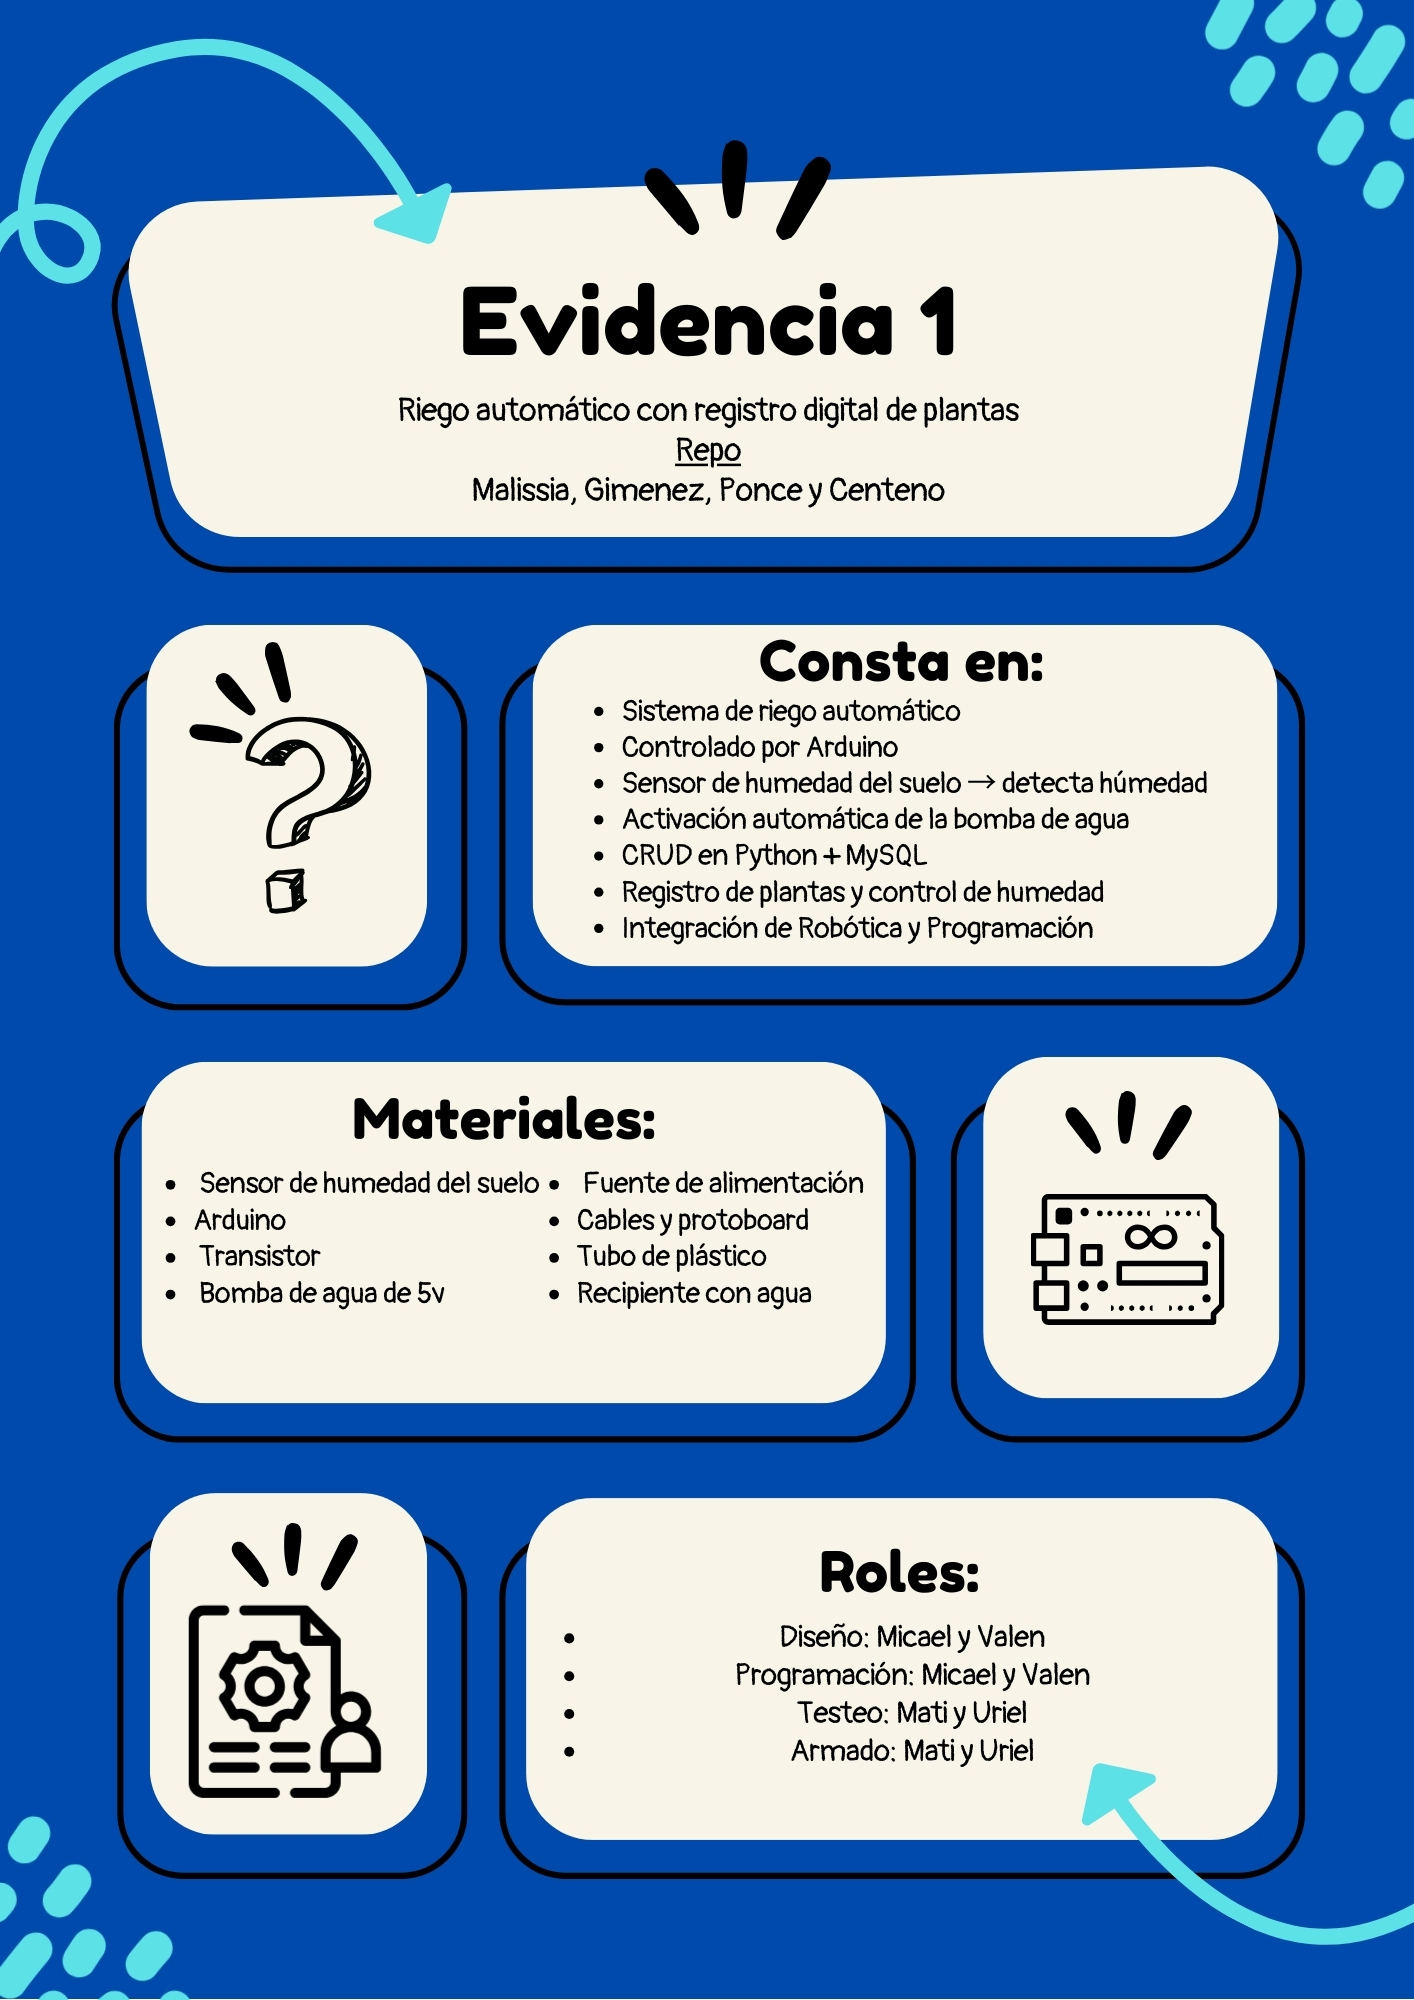 Evidencia 1
Riego automático con registro digital de plantas
Repo
Malissia, Gimenez, Ponce y Centeno
Consta en:
• Sistema de riego automático
• Controlado por Arduino
• Sensor de humedad del suelo → detecta húmedad
• Activación automática de la bomba de agua
• CRUD en Python + MySQL
• Registro de plantas y control de humedad
• Integración de Robótica y Programación
Materiales:
• Sensor de humedad del suelo
• Arduino
• Transistor
• Bomba de agua de 5v
• Fuente de alimentación
• Cables y protoboard
• Tubo de plástico
• Recipiente con agua
Roles:
• Diseño: Micael y Valen
• Programación: Micael y Valen
• Testeo: Mati y Uriel
• Armado: Mati y Uriel